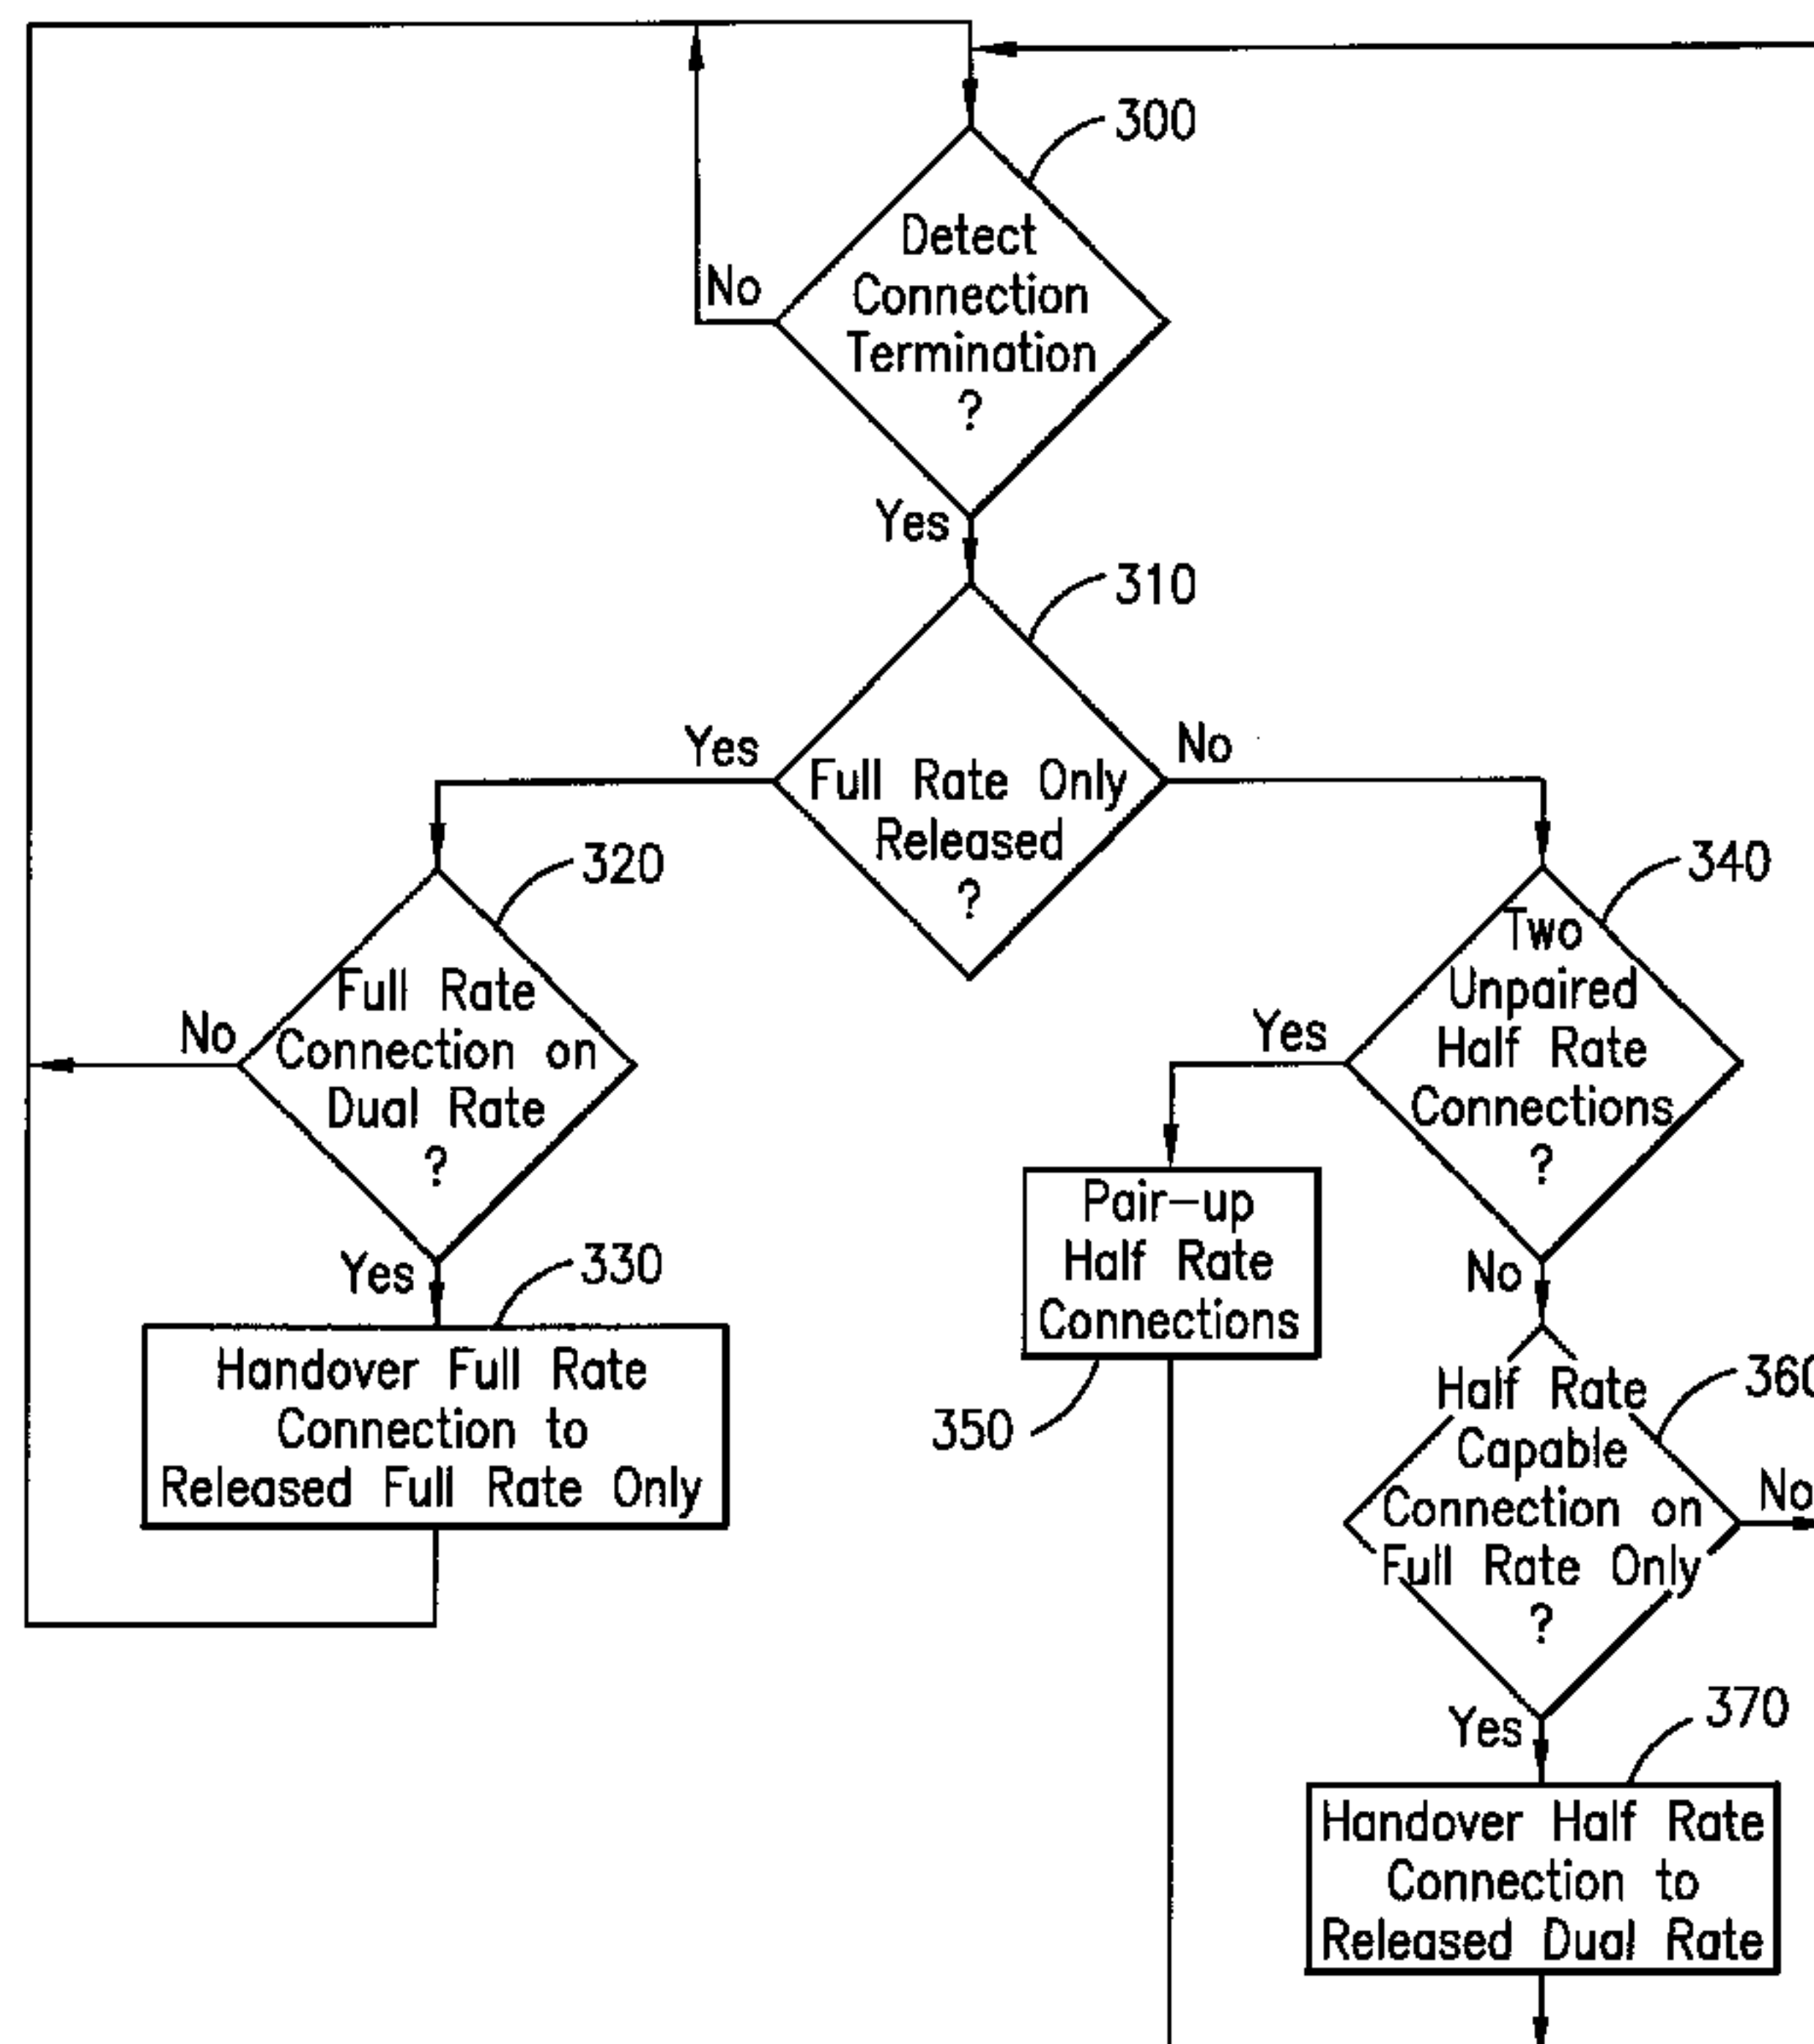 300
Detect
Connection
Termination
?
No
Yes
310
Full Rate Only
Released
?
Yes
No
320
Full Rate
Connection on
Dual Rate
?
No
Yes
330
Handover Full Rate
Connection to
Released Full Rate Only
340
Two
Unpaired
Half Rate
Connections
?
Yes
No
Pair-up
Half Rate
Connections
350
360
Half Rate
Capable
Connection on
Full Rate Only
?
No
Yes
370
Handover Half Rate
Connection to
Released Dual Rate